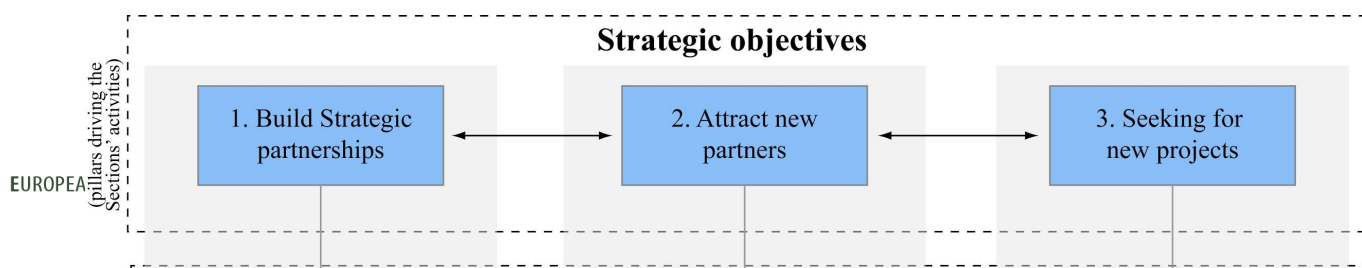 Strategic objectives
(pillars driving the
Sections' activities)
1. Build Strategic
partnerships
2. Attract new
partners
3. Seeking for
new projects
EUROPEA